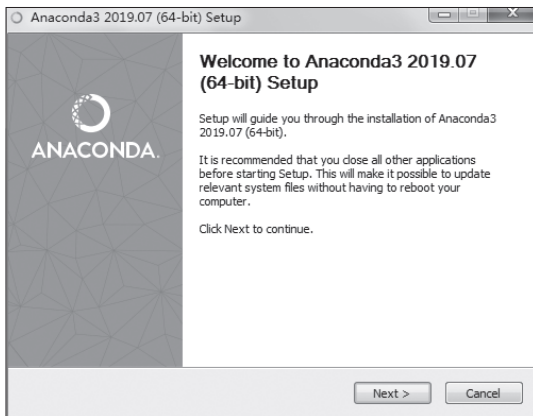 Anaconda3 2019.07 (64-bit) Setup
ANACONDA.
Welcome to Anaconda3 2019.07
(64-bit) Setup
Setup will guide you through the installation of Anaconda3
2019.07 (64-bit).
It is recommended that you close all other applications
before starting Setup. This will make it possible to update
relevant system files without having to reboot your
computer.
Click Next to continue.
Next >
Cancel